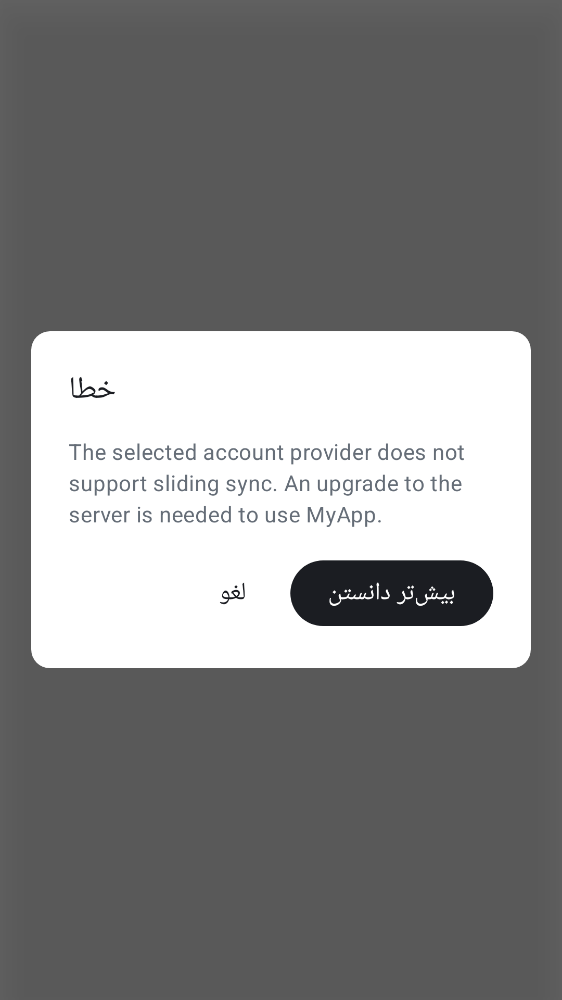 خطا
The selected account provider does not
support sliding sync. An upgrade to the
server is needed to use MyApp.
لغو
بیش‌تر دانستن